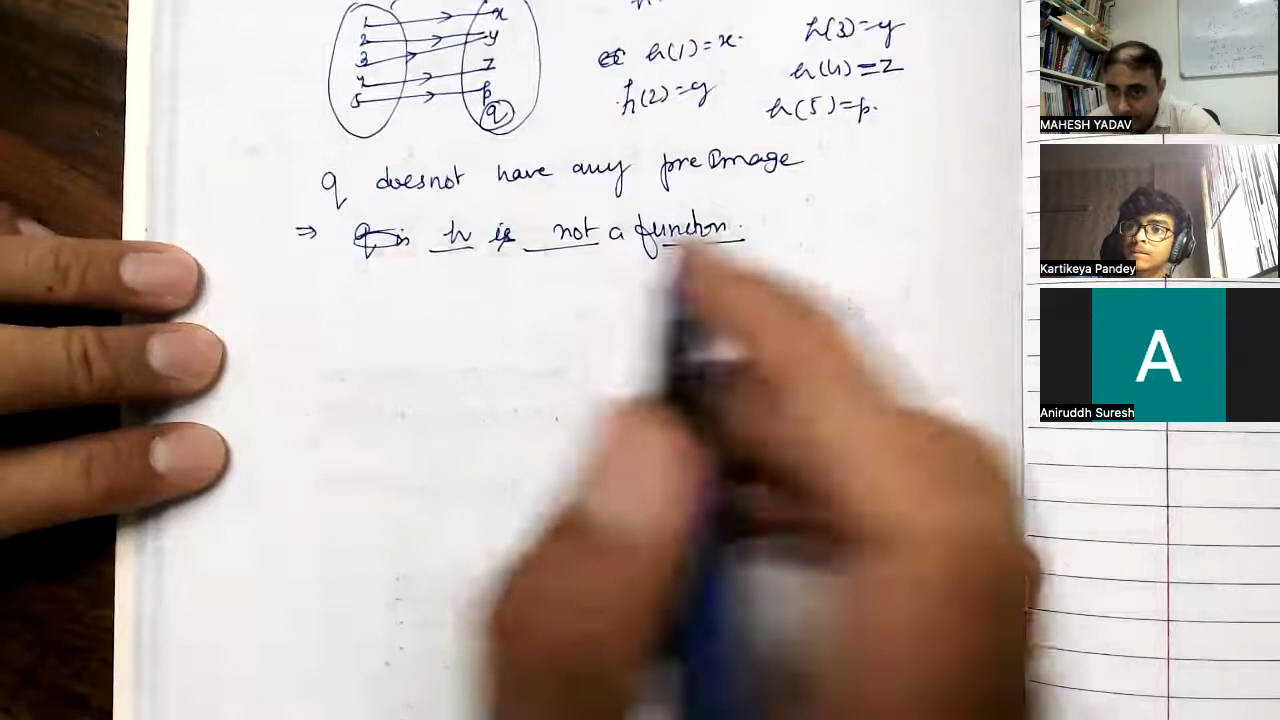 1 x
2 y
3 z
4 p
5 q
h(1)=x.
h(2)=y
h(3)=y
h(4)=z
h(5)=p.
q doesnot have any preImage
⇒ h is not a function.
MAHESH YADAV
Kartikeya Pandey
A
Aniruddh Suresh